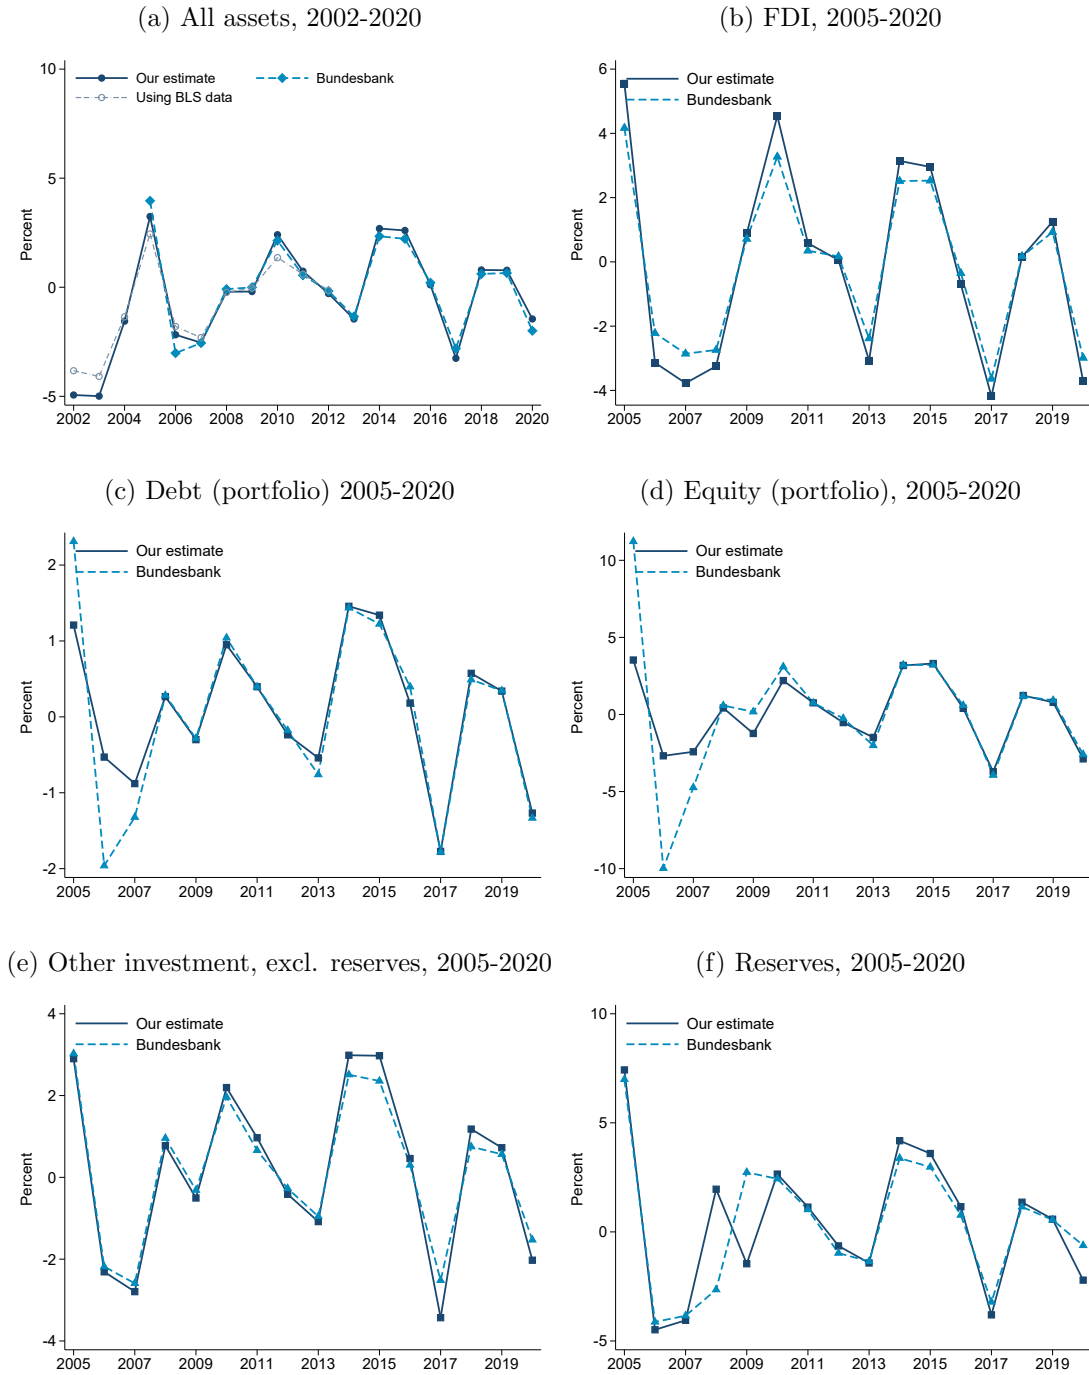 (a) All assets, 2002-2020
10
5
0
-5
Percent
Our estimate
Bundesbank
Using BLS data
2002 2004 2006 2008 2010 2012 2014 2016 2018 2020
(b) FDI, 2005-2020
6
4
2
0
-2
-4
Percent
Our estimate
Bundesbank
2005 2007 2009 2011 2013 2015 2017 2019
(c) Debt (portfolio) 2005-2020
2
1
0
-1
-2
Percent
Our estimate
Bundesbank
2005 2007 2009 2011 2013 2015 2017 2019
(d) Equity (portfolio), 2005-2020
10
5
0
-5
-10
Percent
Our estimate
Bundesbank
2005 2007 2009 2011 2013 2015 2017 2019
(e) Other investment, excl. reserves, 2005-2020
4
2
0
-2
-4
Percent
Our estimate
Bundesbank
2005 2007 2009 2011 2013 2015 2017 2019
(f) Reserves, 2005-2020
10
5
0
-5
Percent
Our estimate
Bundesbank
2005 2007 2009 2011 2013 2015 2017 2019